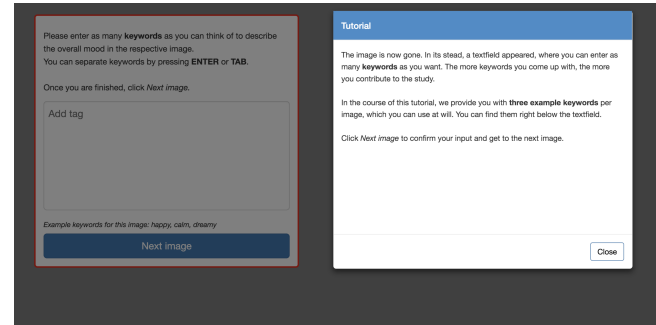 Please enter as many keywords as you can think of to describe
the overall mood in the respective image.
You can separate keywords by pressing ENTER or TAB.
Once you are finished, click Next image.
Add tag
Example keywords for this image: happy, calm, dreamy
Next image
Tutorial
The image is now gone. In its stead, a textfield appeared, where you can enter as
many keywords as you want. The more keywords you come up with, the more
you contribute to the study.
In the course of this tutorial, we provide you with three example keywords per
image, which you can use at will. You can find them right below the textfield.
Click Next image to confirm your input and get to the next image.
Close